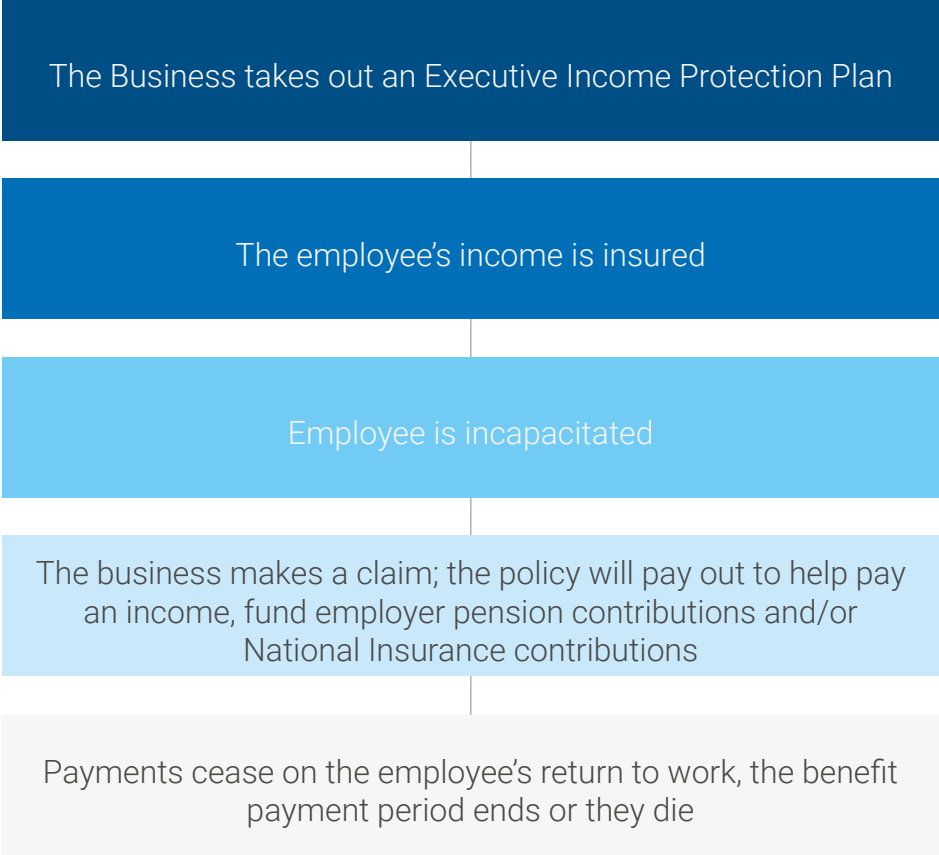 The Business takes out an Executive Income Protection Plan
The employee’s income is insured
Employee is incapacitated
The business makes a claim; the policy will pay out to help pay
an income, fund employer pension contributions and/or
National Insurance contributions
Payments cease on the employee’s return to work, the benefit
payment period ends or they die